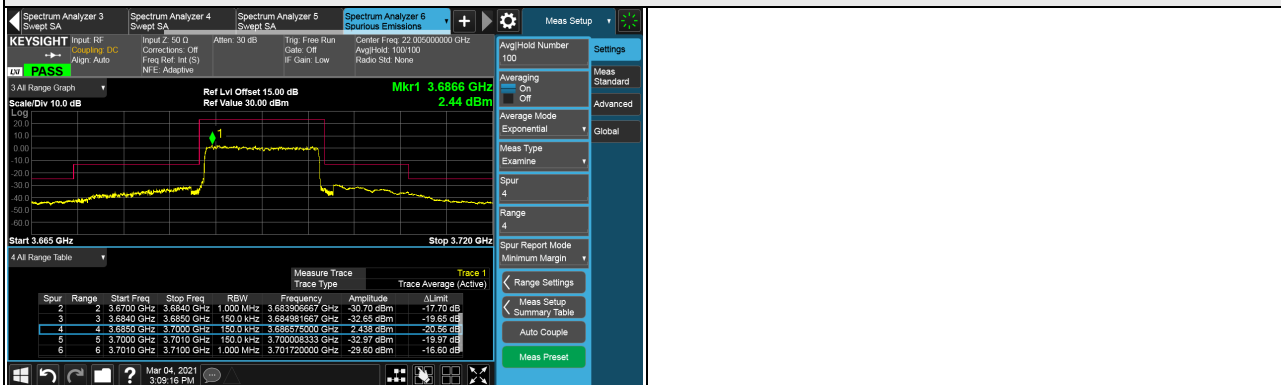 Spectrum Analyzer 3
Swept SA
Spectrum Analyzer 4
Swept SA
Spectrum Analyzer 5
Swept SA
Spectrum Analyzer 6
Spurious Emissions
Meas Setup
KEYSIGHT
LXI
PASS
Input: RF
Coupling: DC
Align: Auto
Input Z: 50 Ω
Corrections: Off
Freq Ref: Int (S)
NFE: Adaptive
Atten: 30 dB
Trig: Free Run
Gate: Off
IF Gain: Low
Center Freq: 22.005000000 GHz
Avg|Hold: 100/100
Radio Std: None
3 All Range Graph
Scale/Div 10.0 dB
Ref Lvl Offset 15.00 dB
Ref Value 30.00 dBm
Mkr1 3.6866 GHz
2.44 dBm
Log
20.0
10.0
0.00
-10.0
-20.0
-30.0
-40.0
-50.0
-60.0
1
Start 3.665 GHz
Stop 3.720 GHz
4 All Range Table
Measure Trace Trace 1
Trace Type Trace Average (Active)
Spur Range Start Freq Stop Freq RBW Frequency Amplitude ΔLimit
2 2 3.6700 GHz 3.6840 GHz 1.000 MHz 3.683906667 GHz -30.70 dBm -17.70 dB
3 3 3.6840 GHz 3.6850 GHz 150.0 kHz 3.684981667 GHz -32.65 dBm -19.65 dB
4 4 3.6850 GHz 3.7000 GHz 150.0 kHz 3.686575000 GHz 2.438 dBm -20.56 dB
5 5 3.7000 GHz 3.7010 GHz 150.0 kHz 3.700008333 GHz -32.97 dBm -19.97 dB
6 6 3.7010 GHz 3.7100 GHz 1.000 MHz 3.701720000 GHz -29.60 dBm -16.60 dB
Mar 04, 2021
3:09:16 PM
Avg|Hold Number
100
Averaging
On
Off
Average Mode
Exponential
Meas Type
Examine
Spur
4
Range
4
Spur Report Mode
Minimum Margin
Range Settings
Meas Setup
Summary Table
Auto Couple
Meas Preset
Settings
Meas
Standard
Advanced
Global